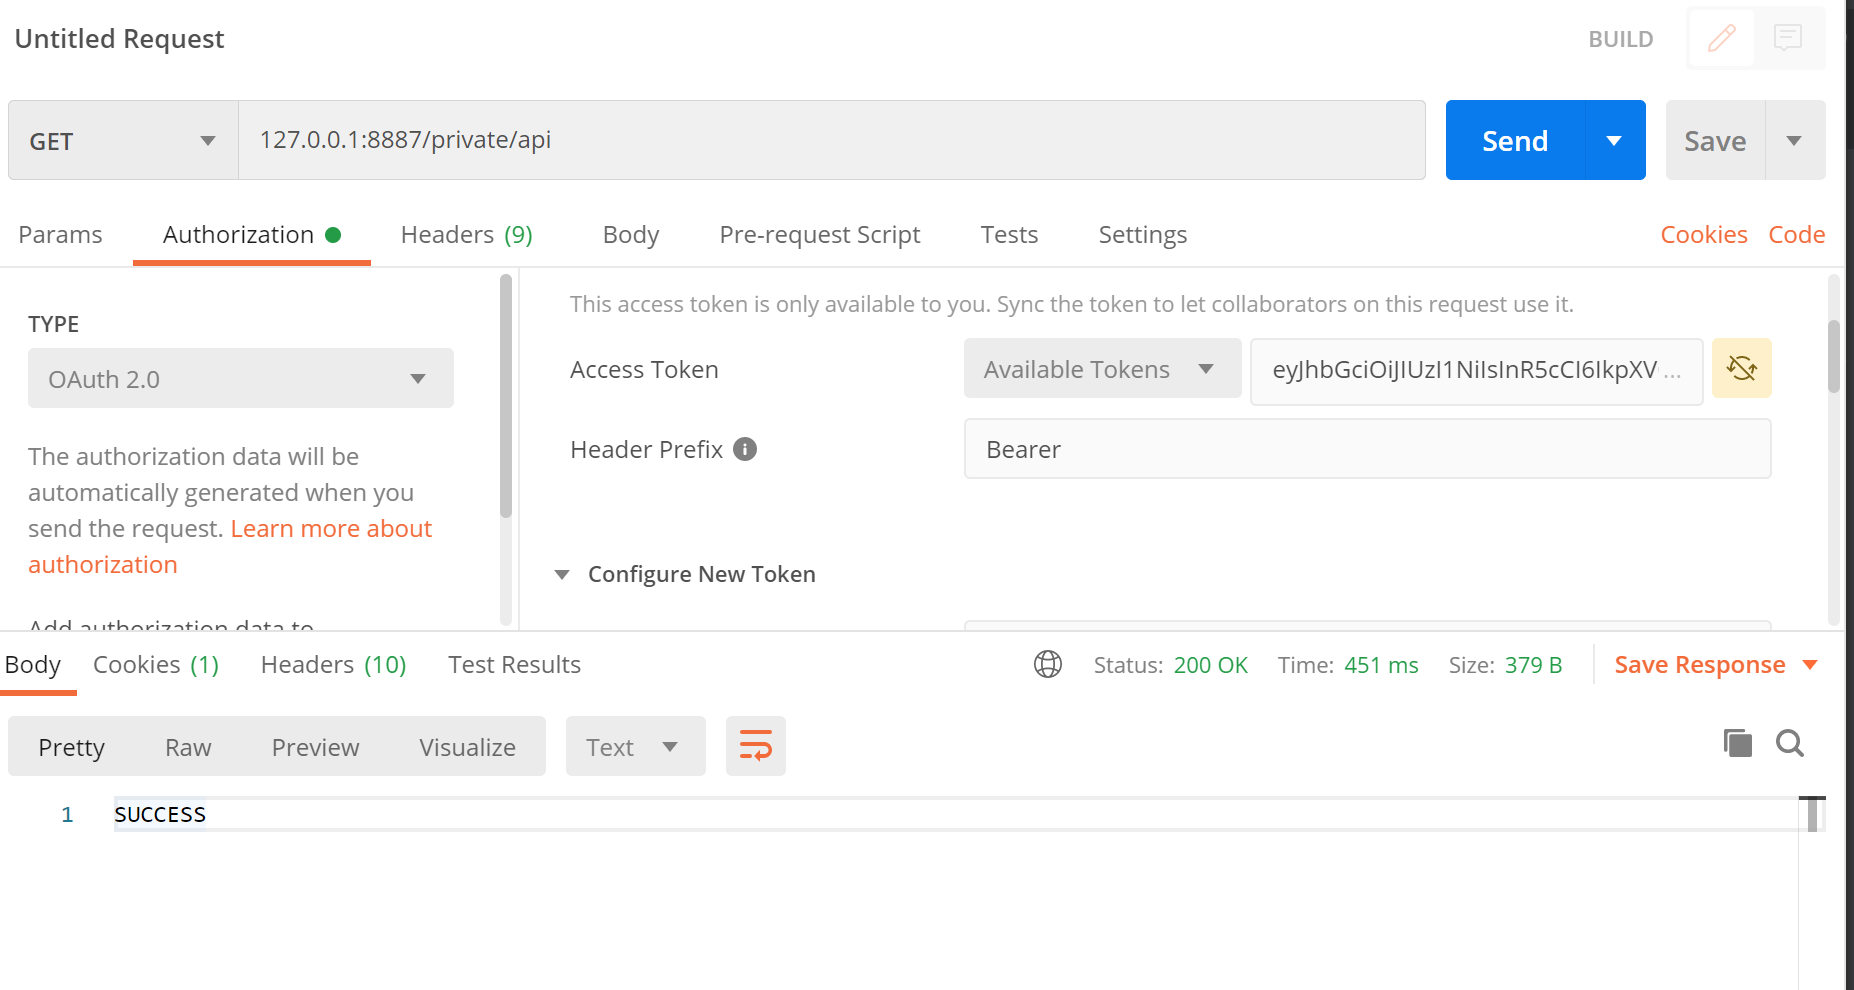 Untitled Request
BUILD
GET
127.0.0.1:8887/private/api
Send
Save
Params
Authorization
Headers (9)
Body
Pre-request Script
Tests
Settings
Cookies
Code
TYPE
OAuth 2.0
The authorization data will be
automatically generated when you
send the request. Learn more about
authorization
Add authorization data to
This access token is only available to you. Sync the token to let collaborators on this request use it.
Access Token
Available Tokens
eyJhbGciOiJIUzI1NiIsInR5cCI6IkpXV...
Header Prefix
Bearer
Configure New Token
Body
Cookies (1)
Headers (10)
Test Results
Status: 200 OK
Time: 451 ms
Size: 379 B
Save Response
Pretty
Raw
Preview
Visualize
Text
1
SUCCESS